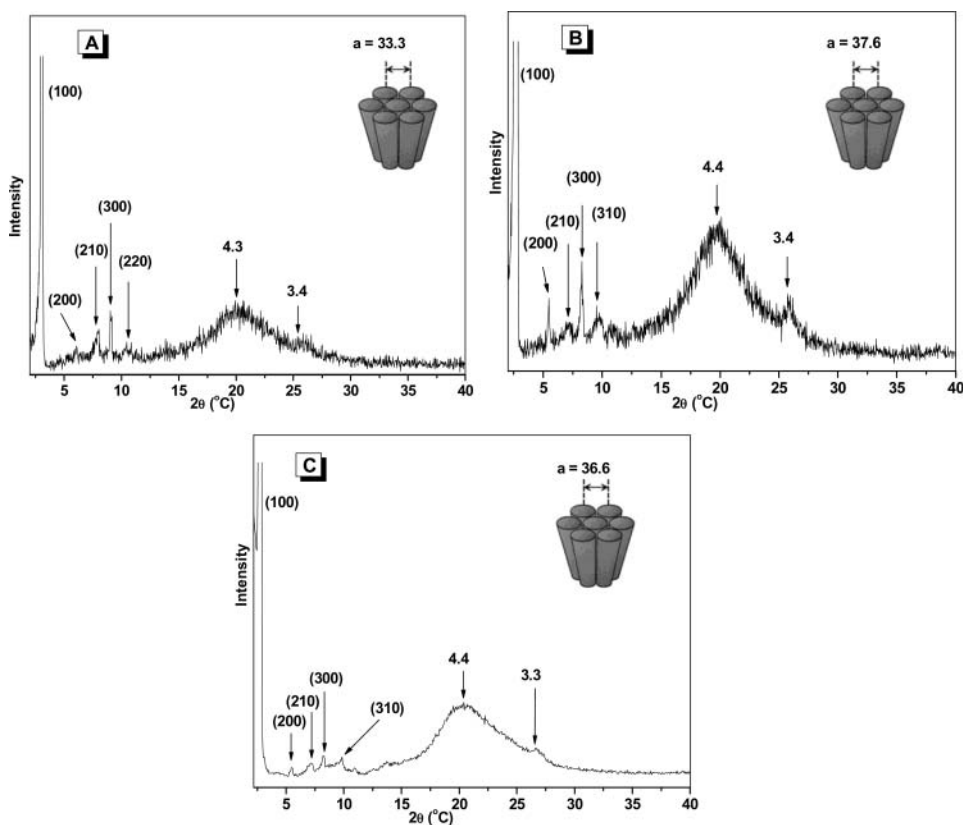 A
a = 33.3
(100)
(300)
(210)
(220)
(200)
4.3
3.4
Intensity
5 10 15 20 25 30 35 40
2θ (°C)
B
a = 37.6
(100)
4.4
(300)
(310)
(210)
(200)
3.4
Intensity
5 10 15 20 25 30 35 40
2θ (°C)
C
a = 36.6
(100)
4.4
3.3
(300)
(210)
(310)
(200)
Intensity
5 10 15 20 25 30 35 40
2θ (°C)